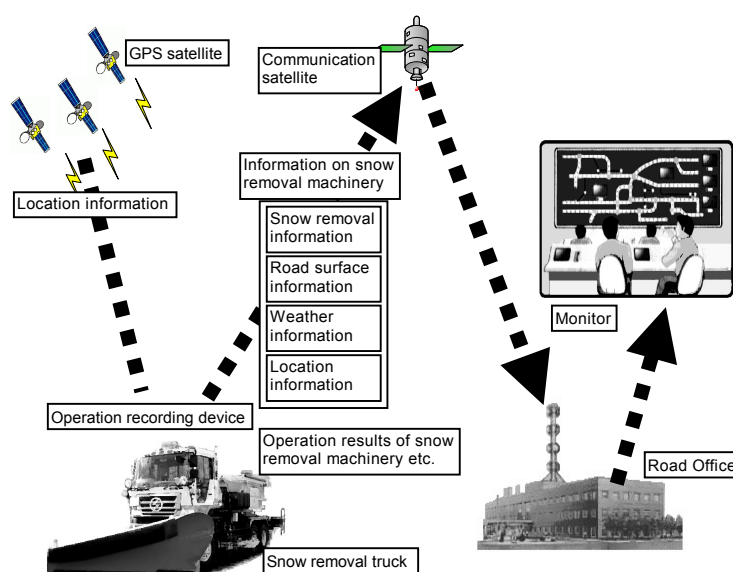 GPS satellite
Communication
satellite
Information on snow
removal machinery
Location information
Snow removal
information
Road surface
information
Weather
information
Location
information
Monitor
Operation recording device
Operation results of snow
removal machinery etc.
Road Office
Snow removal truck